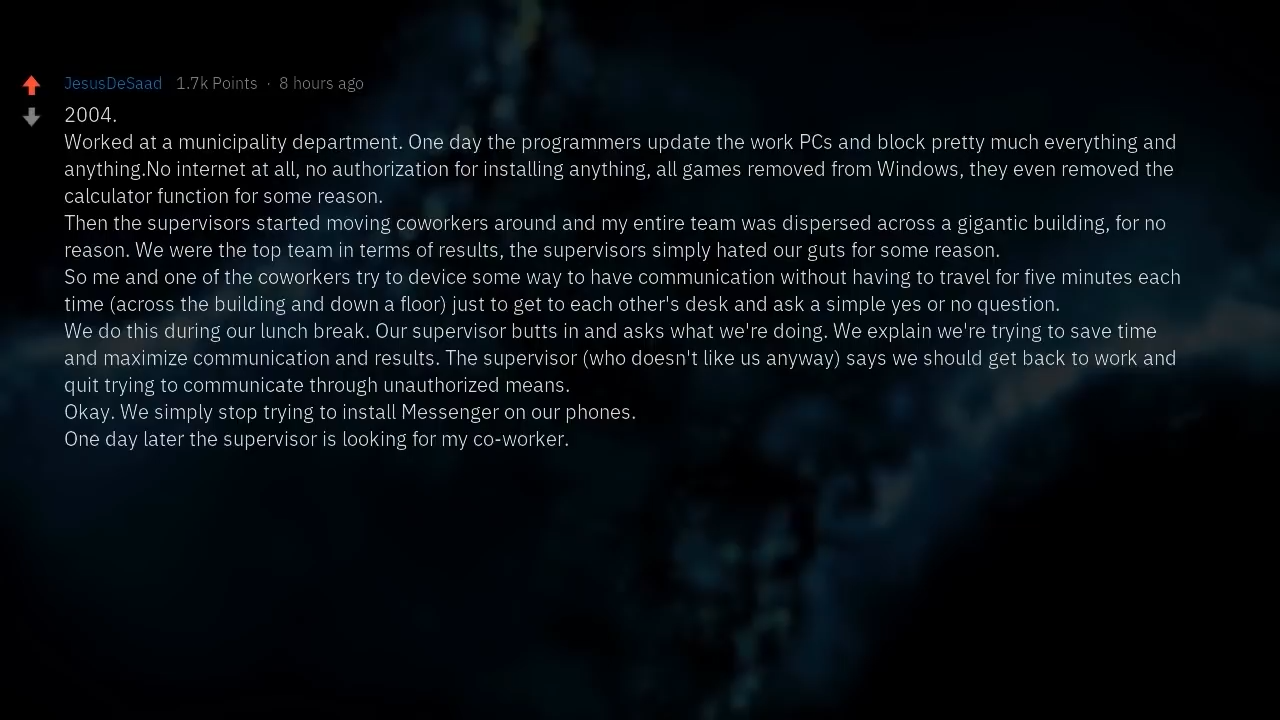 JesusDeSaad 1.7k Points · 8 hours ago
2004.
Worked at a municipality department. One day the programmers update the work PCs and block pretty much everything and
anything.No internet at all, no authorization for installing anything, all games removed from Windows, they even removed the
calculator function for some reason.
Then the supervisors started moving coworkers around and my entire team was dispersed across a gigantic building, for no
reason. We were the top team in terms of results, the supervisors simply hated our guts for some reason.
So me and one of the coworkers try to device some way to have communication without having to travel for five minutes each
time (across the building and down a floor) just to get to each other's desk and ask a simple yes or no question.
We do this during our lunch break. Our supervisor butts in and asks what we're doing. We explain we're trying to save time
and maximize communication and results. The supervisor (who doesn't like us anyway) says we should get back to work and
quit trying to communicate through unauthorized means.
Okay. We simply stop trying to install Messenger on our phones.
One day later the supervisor is looking for my co-worker.